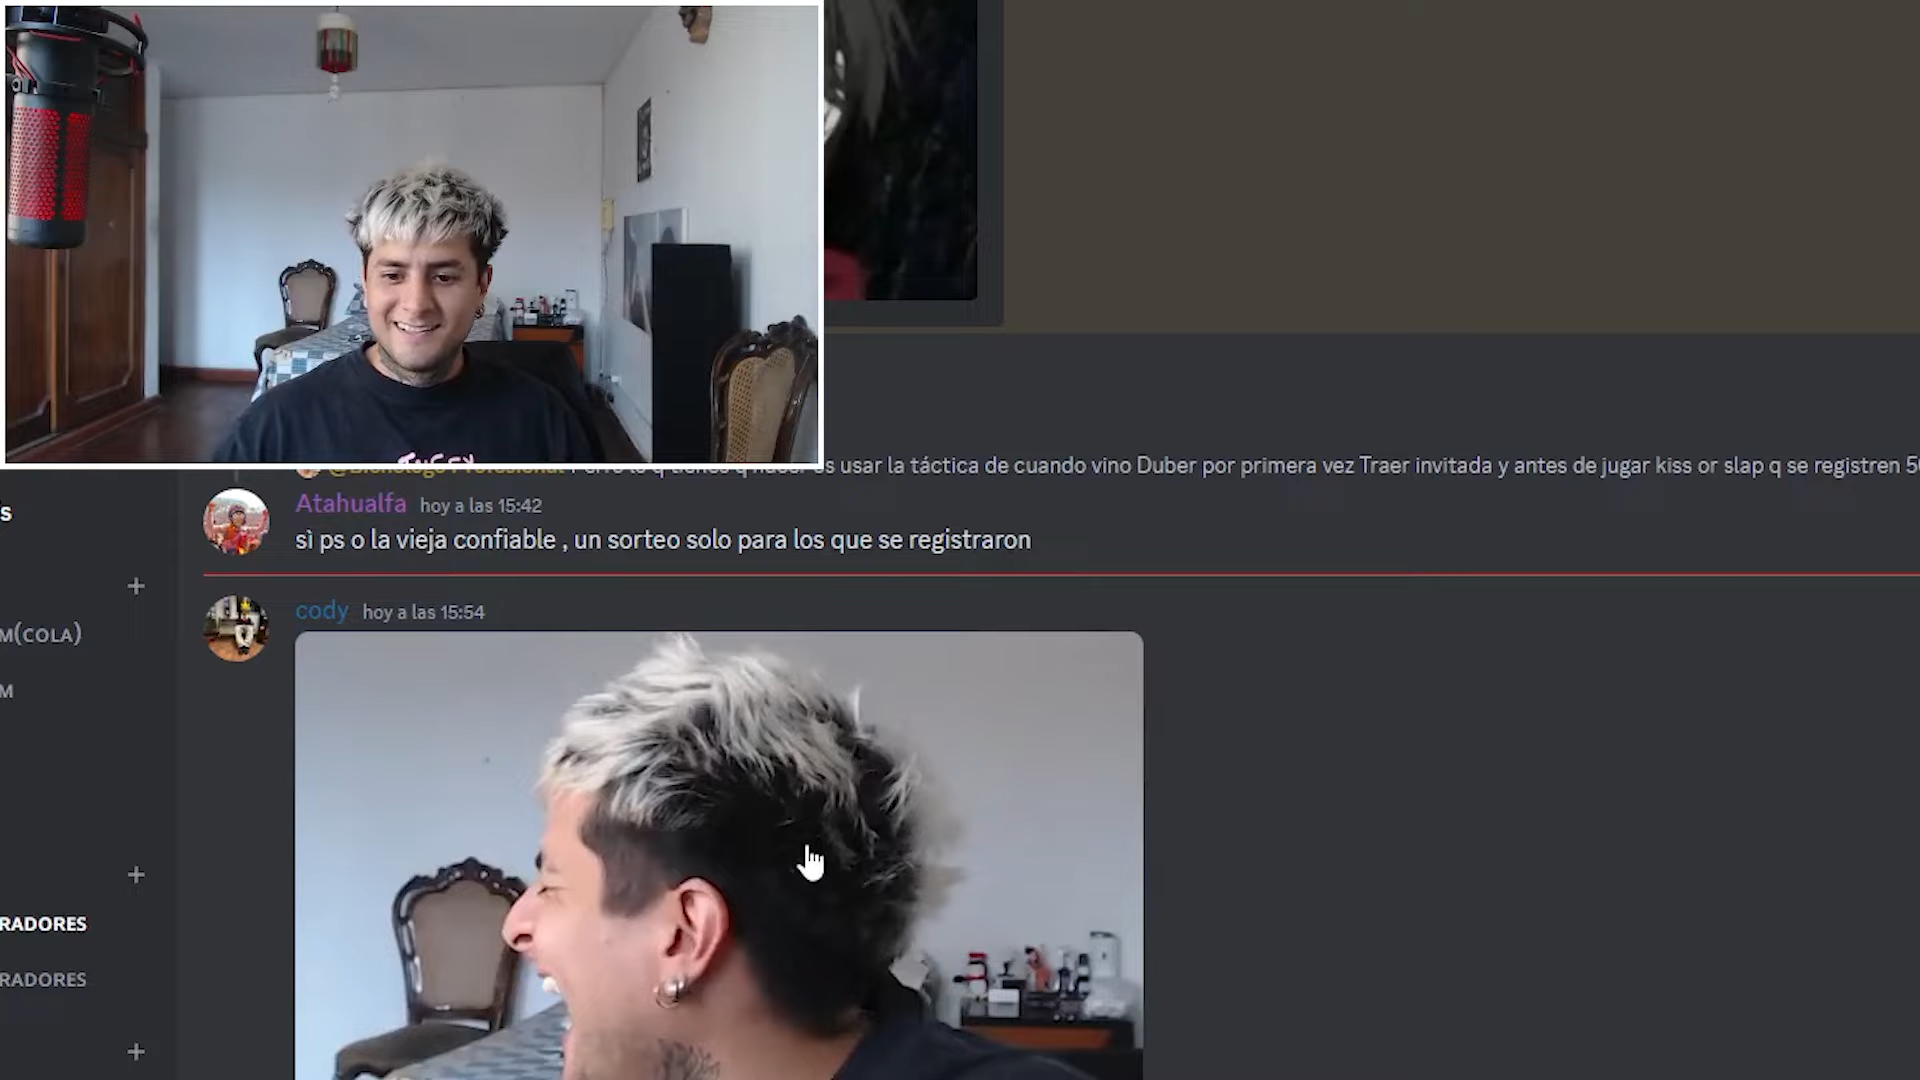 usar la táctica de cuando vino Duber por primera vez Traer invitada y antes de jugar kiss or slap q se registren
s
Atahualfa hoy a las 15:42
sì ps o la vieja confiable , un sorteo solo para los que se registraron
M(COLA)
cody hoy a las 15:54
M
RADORES
RADORES